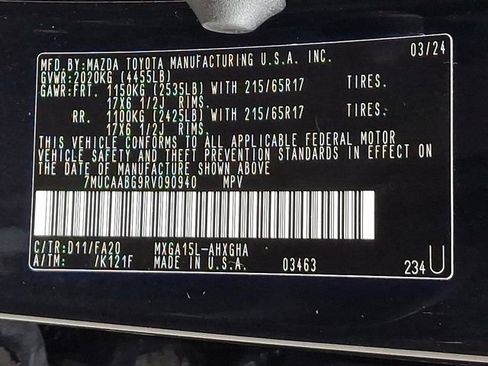 MFD.BY:MAZDA TOYOTA MANUFACTURING U.S.A. INC. 03/24
GVWR:2020KG (4455LB)
GAWR:FRT. 1150KG (2535LB) WITH 215/65R17 TIRES.
17X6 1/2J RIMS.
RR. 1100KG (2425LB) WITH 215/65R17 TIRES.
17X6 1/2J RIMS.
THIS VEHICLE CONFORMS TO ALL APPLICABLE FEDERAL MOTOR
VEHICLE SAFETY AND THEFT PREVENTION STANDARDS IN EFFECT ON
THE DATE OF MANUFACTURE SHOWN ABOVE.
7MUCAABG9RV090940 MPV
C/TR:D11/FA20 MXGA15L-AHXGHA
A/TM: /K121F MADE IN U.S.A. 03463 234U